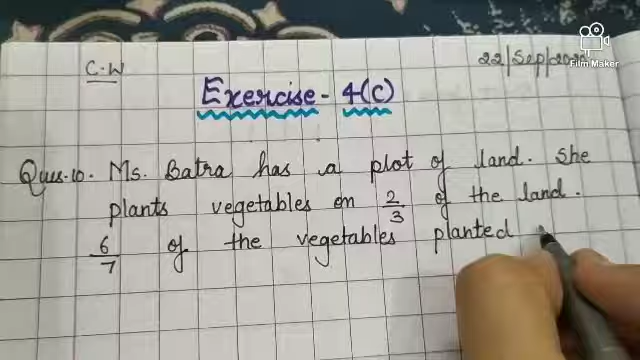 C.W
22/Sep/202
Film Maker
Exercise - 4(C)
Ques.10. Ms. Batra has a plot of land. She
plants vegetables on 2/3 of the land.
6/7 of the vegetables planted